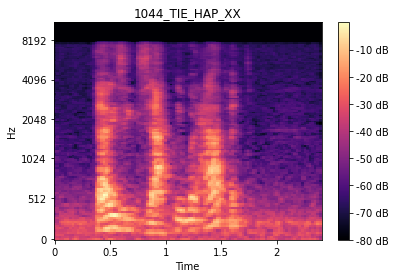 1044_TIE_HAP_XX
8192
4096
2048
1024
512
0
Hz
0
0.5
1
1.5
2
Time
-10 dB
-20 dB
-30 dB
-40 dB
-50 dB
-60 dB
-70 dB
-80 dB